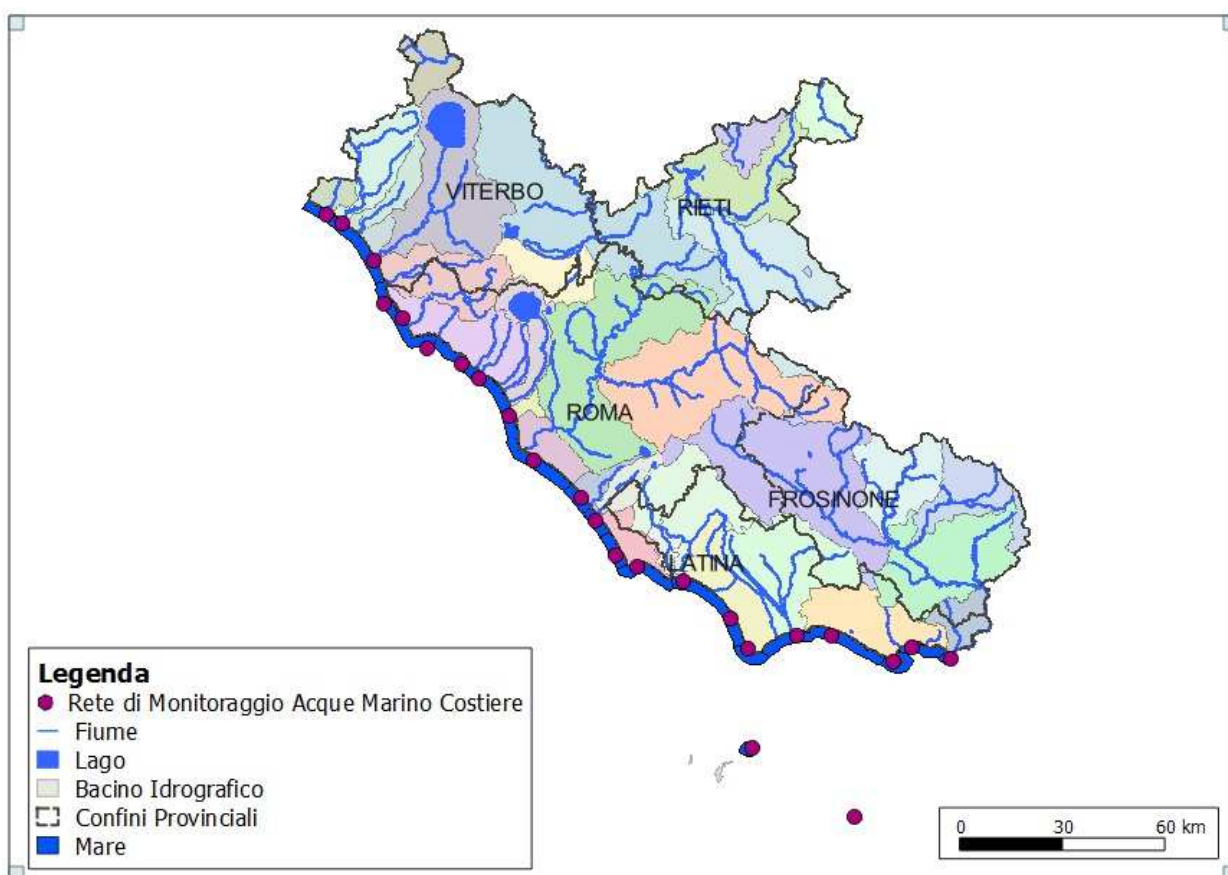 VITERBO
RIETI
ROMA
FROSINONE
LATINA
Legenda
Rete di Monitoraggio Acque Marino Costiere
Fiume
Lago
Bacino Idrografico
Confini Provinciali
Mare
0 30 60 km